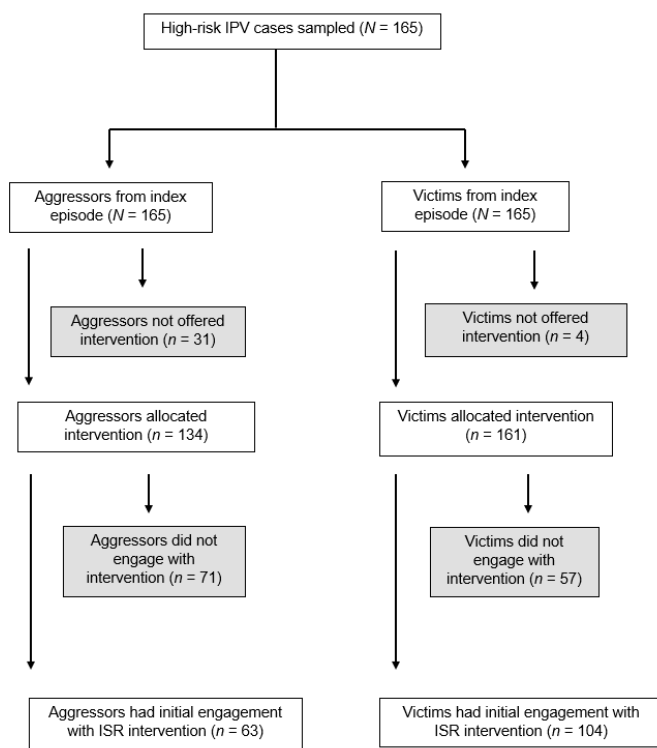 High-risk IPV cases sampled (N = 165)
Aggressors from index
episode (N = 165)
Victims from index
episode (N = 165)
Aggressors not offered
intervention (n = 31)
Victims not offered
intervention (n = 4)
Aggressors allocated
intervention (n = 134)
Victims allocated intervention
(n = 161)
Aggressors did not
engage with
intervention (n = 71)
Victims did not
engage with
intervention (n = 57)
Aggressors had initial engagement
with ISR intervention (n = 63)
Victims had initial engagement with
ISR intervention (n = 104)